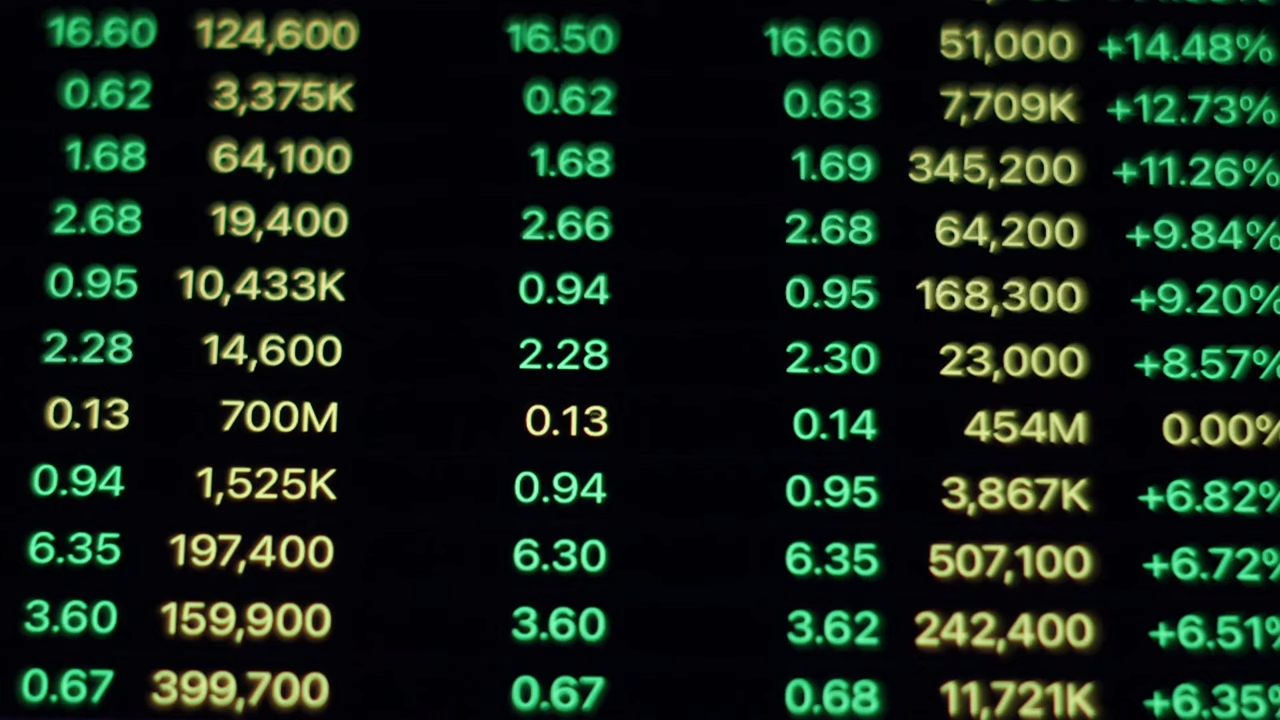 16.60 124,600 16.50 16.60 51,000 +14.48%
0.62 3,375K 0.62 0.63 7,709K +12.73%
1.68 64,100 1.68 1.69 345,200 +11.26%
2.68 19,400 2.66 2.68 64,200 +9.84%
0.95 10,433K 0.94 0.95 168,300 +9.20%
2.28 14,600 2.28 2.30 23,000 +8.57%
0.13 700M 0.13 0.14 454M 0.00%
0.94 1,525K 0.94 0.95 3,867K +6.82%
6.35 197,400 6.30 6.35 507,100 +6.72%
3.60 159,900 3.60 3.62 242,400 +6.51%
0.67 399,700 0.67 0.68 11,721K +6.35%